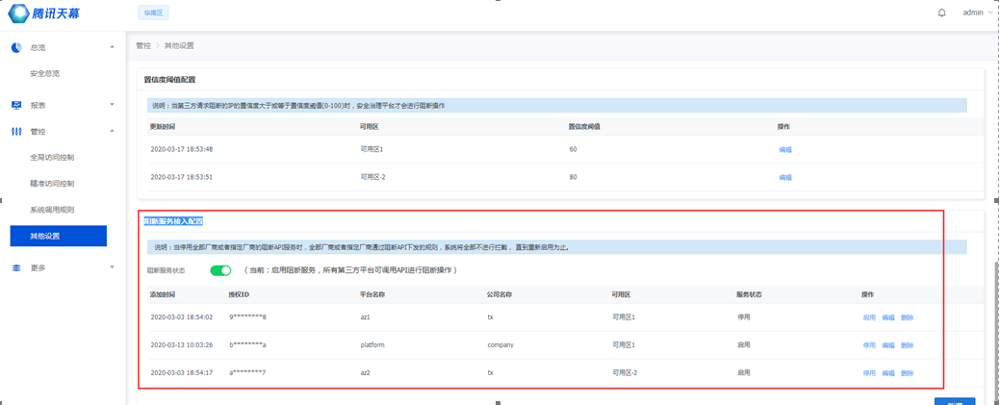 腾讯天幕
华南区
admin
总览
安全总览
报表
管控
全局访问控制
精准访问控制
系统调用规则
其他设置
更多
管控 > 其他设置
置信度阈值配置
说明：当第三方请求阻断的IP的置信度大于或等于置信度阈值(0-100)时，安全治理平台才会进行阻断操作
更新时间 可用区 置信度阈值 操作
2020-03-17 18:53:48 可用区1 60 编辑
2020-03-17 18:53:51 可用区-2 80 编辑
阻断服务接入配置
说明：当停用全部厂商或者指定厂商的阻断API服务时，全部厂商或者指定厂商通过阻断API下发的规则，系统将全部不进行拦截， 直到重新启用为止。
阻断服务状态 （当前：启用阻断服务，所有第三方平台可调用API进行阻断操作）
添加时间 授权ID 平台名称 公司名称 可用区 服务状态 操作
2020-03-03 18:54:02 9********8 az1 tx 可用区1 停用 启用 编辑 删除
2020-03-13 10:03:26 b********a platform company 可用区1 启用 停用 编辑 删除
2020-03-03 18:54:17 a********7 az2 tx 可用区-2 启用 停用 编辑 删除